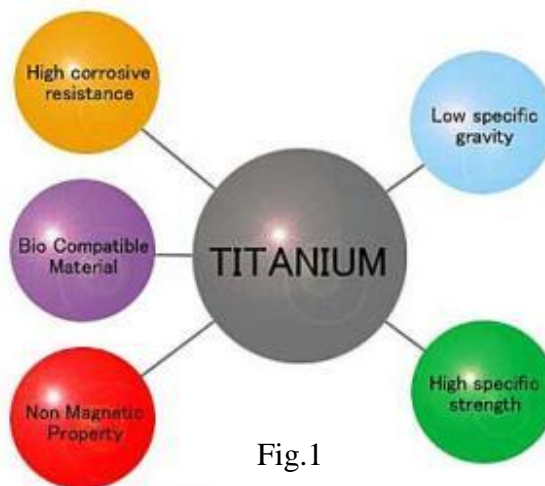 High corrosive
resistance
Low specific
gravity
Bio Compatible
Material
TITANIUM
Non Magnetic
Property
High specific
strength
Fig.1